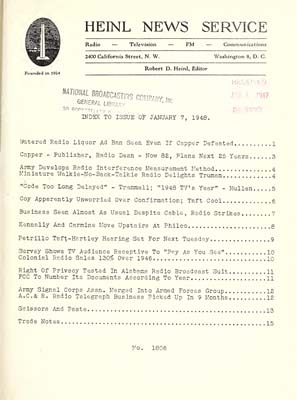 HEINL NEWS SERVICE
Radio — Television — FM — Communications
2400 California Street, N. W. Washington 8, D. C.
Robert D. Heinl, Editor
Founded in 1924
NATIONAL BROADCASTING COMPANY, INC
GENERAL LIBRARY
INDEX TO ISSUE OF JANUARY 7, 1948.
Watered Radio Liquor Ad Ban Seen Even If Capper Defeated..........1
Capper - Publisher, Radio Dean - Now 82, Plans Next 25 Years......3
Army Develops Radio Interference Measurement Method...............4
Miniature Walkie-No-Back-Talkie Radio Delights Truman.............4
"Code Too Long Delayed" - Trammell; "1948 TV's Year" - Mullen.....5
Coy Apparently Unworried Over Confirmation; Taft Cool.............6
Business Seen Almost As Usual Despite Cable, Radio Strikes........7
Kennally And Carmine Move Upstairs At Philco......................8
Petrillo Taft-Hartley Hearing Set For Next Tuesday................9
Survey Shows TV Audience Receptive To "Pay As You See"...........10
Colonial Radio Sales 130% Over 1946..............................10
Right Of Privacy Tested In Alabama Radio Broadcast Suit..........11
FCC To Number Its Documents According To Year....................11
Army Signal Corps Assn. Merged Into Armed Forces Group...........12
A.C.& R. Radio Telegraph Business Picked Up In 9 Months..........12
Scissors And Paste...............................................13
Trade Notes......................................................15
No. 1806